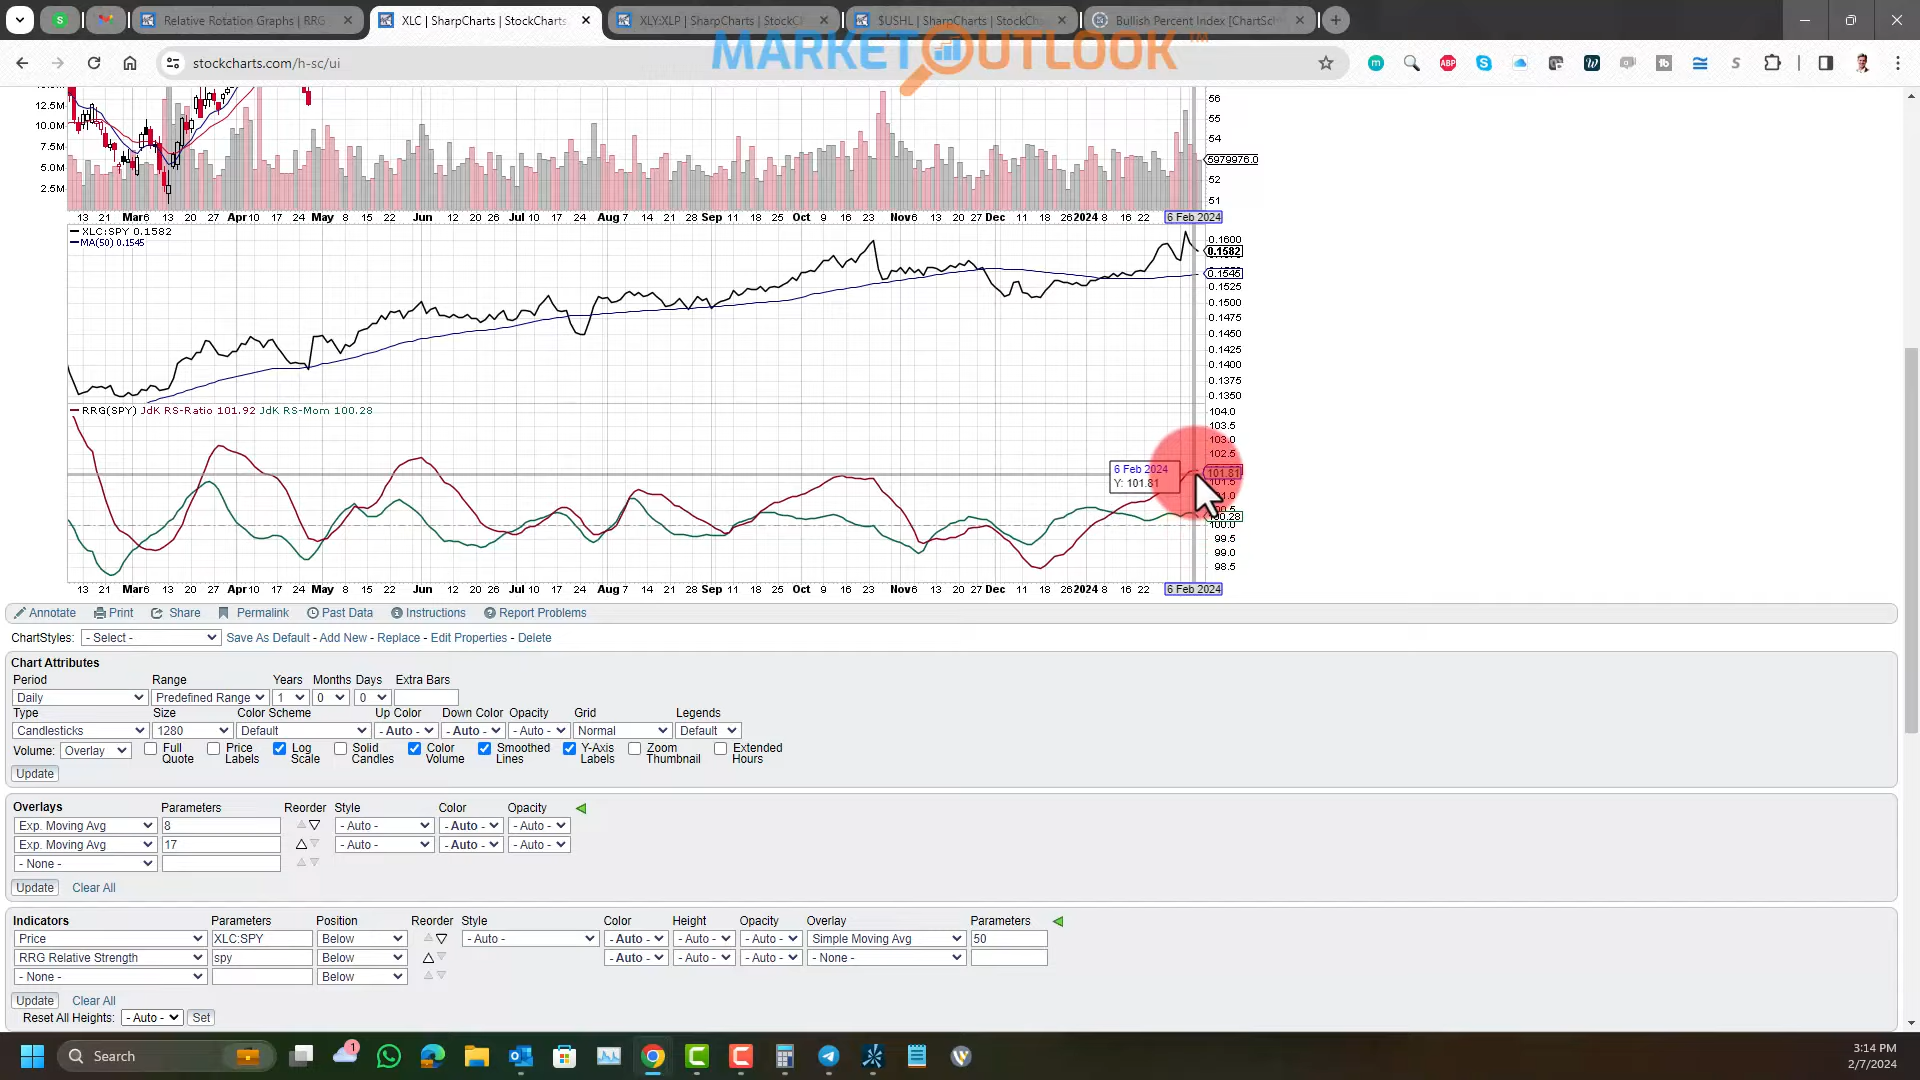 Relative Rotation Graphs | RRG
XLC | SharpCharts | StockCharts
XLY:XLP | SharpCharts | StockCh
$USHL | SharpCharts | StockCha
Bullish Percent Index [ChartSch
MARKET OUTLOOK
stockcharts.com/h-sc/ui
12.5M
10.0M
7.5M
5.0M
2.5M
56
55
54
5979976.0
52
51
13 21 Mar 6 13 20 27 Apr 10 17 24 May 8 15 22 Jun 12 20 26 Jul 10 17 24 Aug 7 14 21 28 Sep 11 18 25 Oct 9 16 23 Nov 6 13 20 27 Dec 11 18 26 2024 8 16 22 6 Feb 2024
XLC:SPY 0.1582
MA(50) 0.1545
0.1600
0.1582
0.1545
0.1525
0.1500
0.1475
0.1450
0.1425
0.1400
0.1375
0.1350
RRG(SPY) JdK RS-Ratio 101.92 JdK RS-Mom 100.28
104.0
103.5
103.0
102.5
101.81
101.5
100.0
99.5
99.0
98.5
6 Feb 2024
Y: 101.81
13 21 Mar 6 13 20 27 Apr 10 17 24 May 8 15 22 Jun 12 20 26 Jul 10 17 24 Aug 7 14 21 28 Sep 11 18 25 Oct 9 16 23 Nov 6 13 20 27 Dec 11 18 26 2024 8 16 22 6 Feb 2024
Annotate Print Share Permalink Past Data Instructions Report Problems
ChartStyles: - Select - Save As Default - Add New - Replace - Edit Properties - Delete
Chart Attributes
Period Range Years Months Days Extra Bars
Daily Predefined Range 1 0 0
Type Size Color Scheme Up Color Down Color Opacity Grid Legends
Candlesticks 1280 Default - Auto - - Auto - - Auto - Normal Default
Volume: Overlay Full Quote Price Labels Log Scale Solid Candles Color Volume Smoothed Lines Y-Axis Labels Zoom Thumbnail Extended Hours
Update
Overlays Parameters Reorder Style Color Opacity
Exp. Moving Avg 8 - Auto - - Auto - - Auto -
Exp. Moving Avg 17 - Auto - - Auto - - Auto -
- None -
Update Clear All
Indicators Parameters Position Reorder Style Color Height Opacity Overlay Parameters
Price XLC:SPY Below - Auto - - Auto - - Auto - - Auto - Simple Moving Avg 50
RRG Relative Strength spy Below - Auto - - Auto - - Auto - - None -
- None - Below
Update Clear All
Reset All Heights: - Auto - Set
Search
1
3:14 PM
2/7/2024